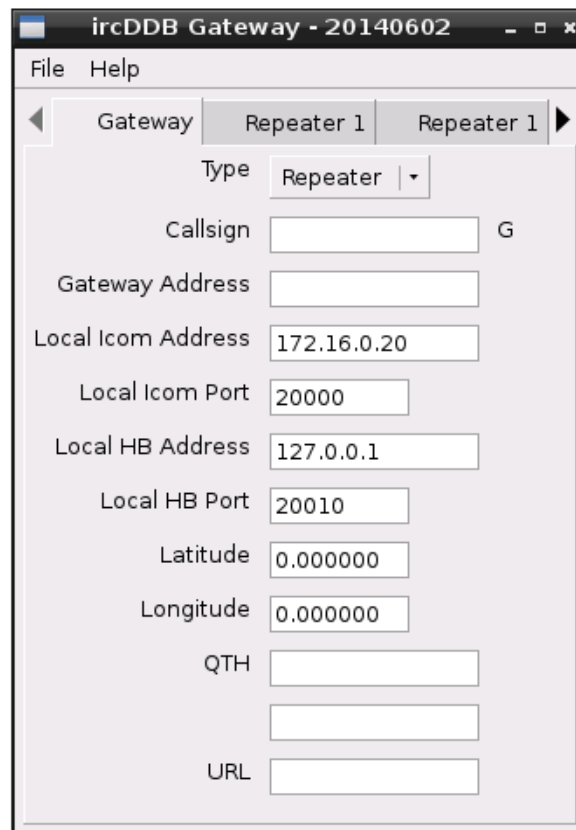 ircDDB Gateway - 20140602
File Help
Gateway Repeater 1 Repeater 1
Type Repeater
Callsign G
Gateway Address
Local Icom Address 172.16.0.20
Local Icom Port 20000
Local HB Address 127.0.0.1
Local HB Port 20010
Latitude 0.000000
Longitude 0.000000
QTH
URL